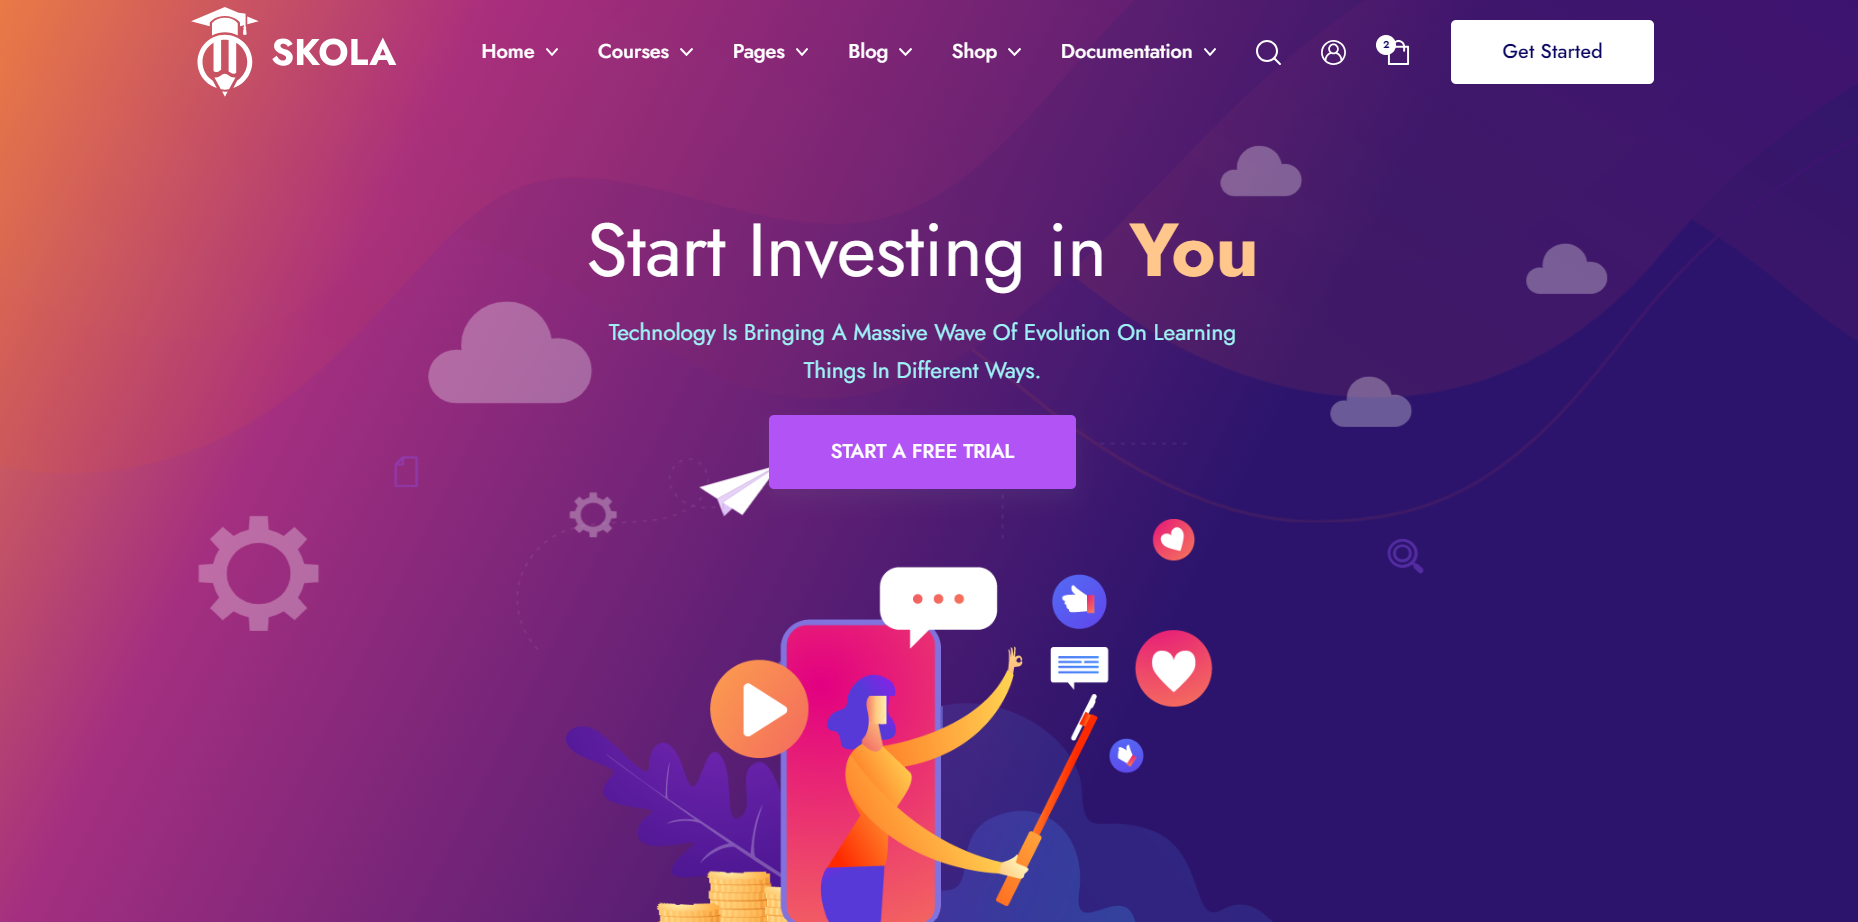 SKOLA
Home Courses Pages Blog Shop Documentation 2 Get Started
Start Investing in You
Technology Is Bringing A Massive Wave Of Evolution On Learning
Things In Different Ways.
START A FREE TRIAL